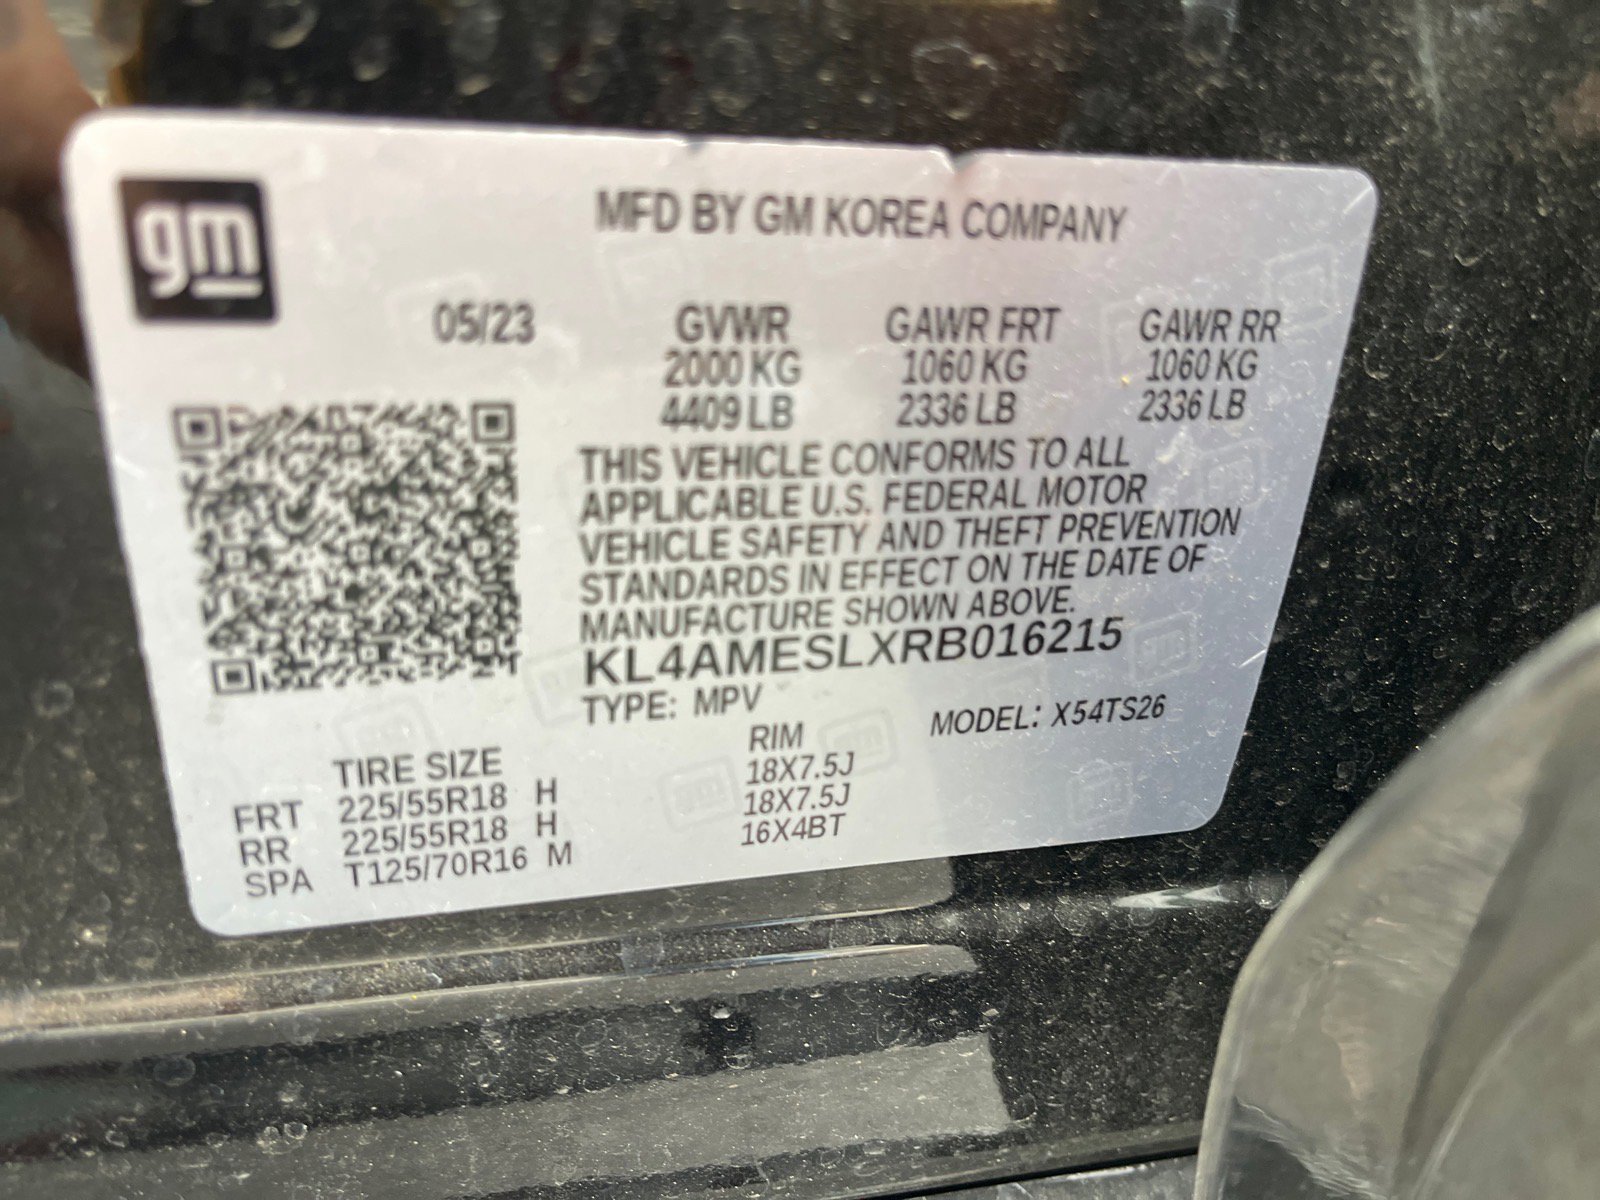 gm
MFD BY GM KOREA COMPANY
05/23 GVWR GAWR FRT GAWR RR
2000 KG 1060 KG 1060 KG
4409 LB 2336 LB 2336 LB
THIS VEHICLE CONFORMS TO ALL
APPLICABLE U.S. FEDERAL MOTOR
VEHICLE SAFETY AND THEFT PREVENTION
STANDARDS IN EFFECT ON THE DATE OF
MANUFACTURE SHOWN ABOVE.
KL4AMESLXRB016215
TYPE: MPV MODEL: X54TS26
TIRE SIZE RIM
FRT 225/55R18 H 18X7.5J
RR 225/55R18 H 18X7.5J
SPA T125/70R16 M 16X4BT